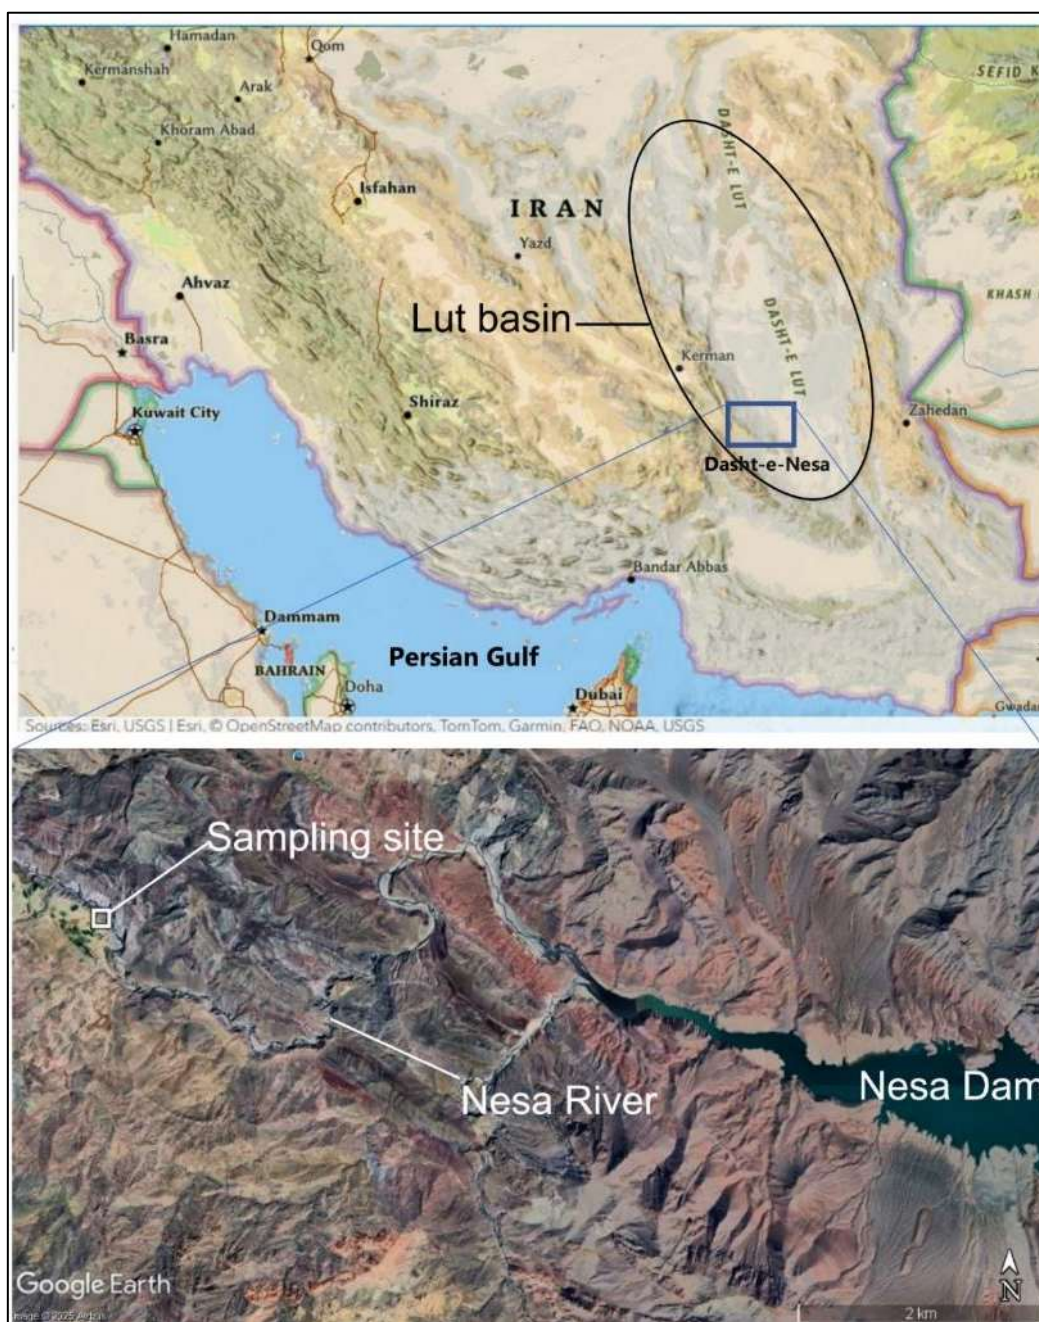 Hamadan
Qom
Kermanshah
Arak
SEFID K
Khoram Abad
DASHT-E LUT
Isfahan
IRAN
Yazd
Ahvaz
KHASH
DASHT-E LUT
Lut basin
Basra
Kerman
Kuwait City
Shiraz
Zahedan
Dasht-e-Nesa
Bandar Abbas
Dammam
Persian Gulf
BAHRAIN
Doha
Dubai
Gwadar
Sources: Esri, USGS | Esri, © OpenStreetMap contributors, TomTom, Garmin, FAO, NOAA, USGS
Sampling site
Nesa River
Nesa Dam
Google Earth
N
2 km